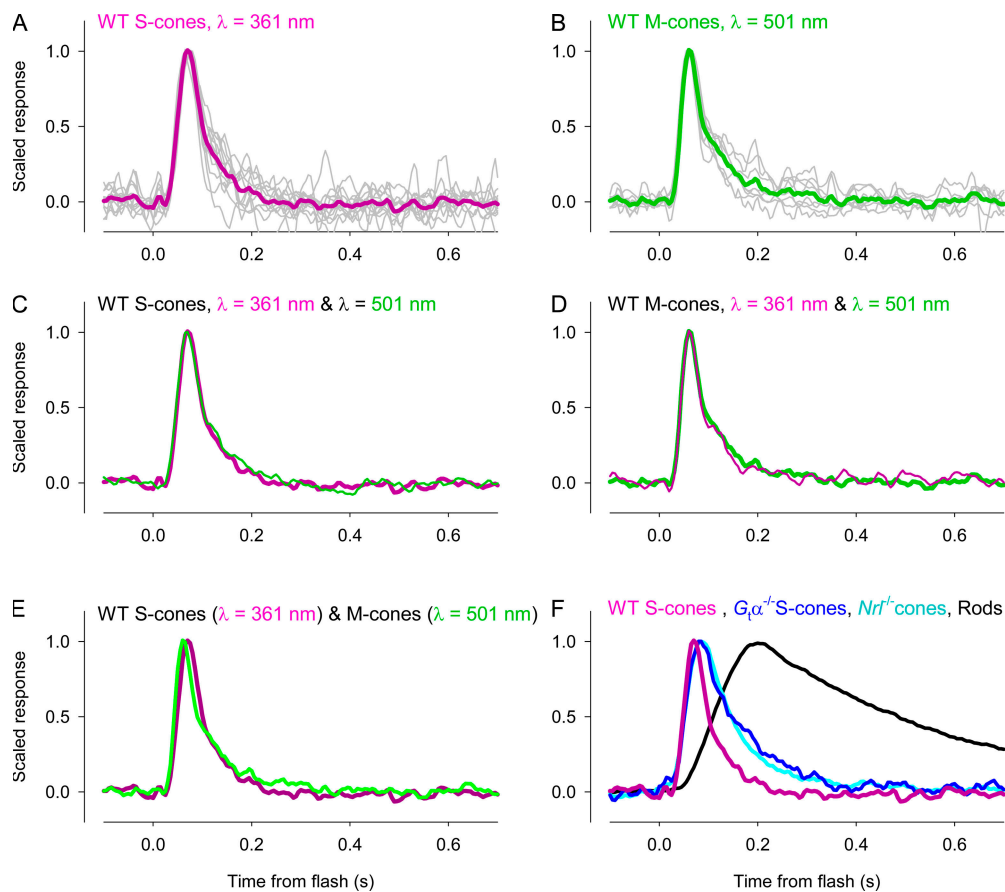 A
WT S-cones, λ = 361 nm
Scaled response
1.0
0.5
0.0
0.0 0.2 0.4 0.6
B
WT M-cones, λ = 501 nm
Scaled response
1.0
0.5
0.0
0.0 0.2 0.4 0.6
C
WT S-cones, λ = 361 nm & λ = 501 nm
Scaled response
1.0
0.5
0.0
0.0 0.2 0.4 0.6
D
WT M-cones, λ = 361 nm & λ = 501 nm
1.0
0.5
0.0
0.0 0.2 0.4 0.6
E
WT S-cones (λ = 361 nm) & M-cones (λ = 501 nm)
Scaled response
1.0
0.5
0.0
0.0 0.2 0.4 0.6
Time from flash (s)
F
WT S-cones , Gtα-/- S-cones, Nrl-/- cones, Rods
1.0
0.5
0.0
0.0 0.2 0.4 0.6
Time from flash (s)